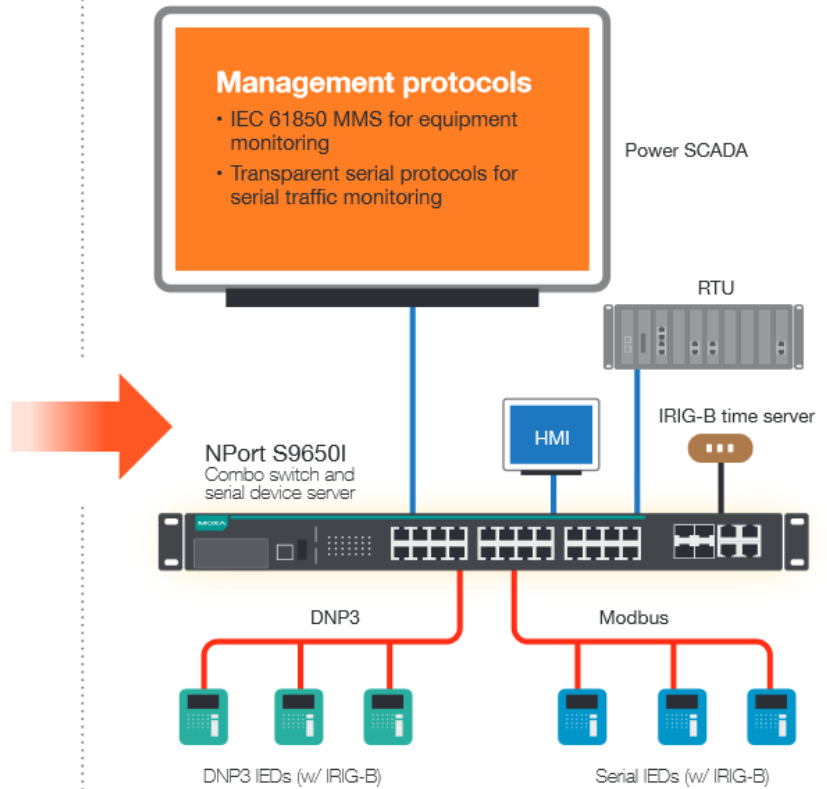 Management protocols
• IEC 61850 MMS for equipment
monitoring
• Transparent serial protocols for
serial traffic monitoring
Power SCADA
RTU
IRIG-B time server
HMI
NPort S9650I
Combo switch and
serial device server
MOXA
DNP3
Modbus
DNP3 IEDs (w/ IRIG-B)
Serial IEDs (w/ IRIG-B)